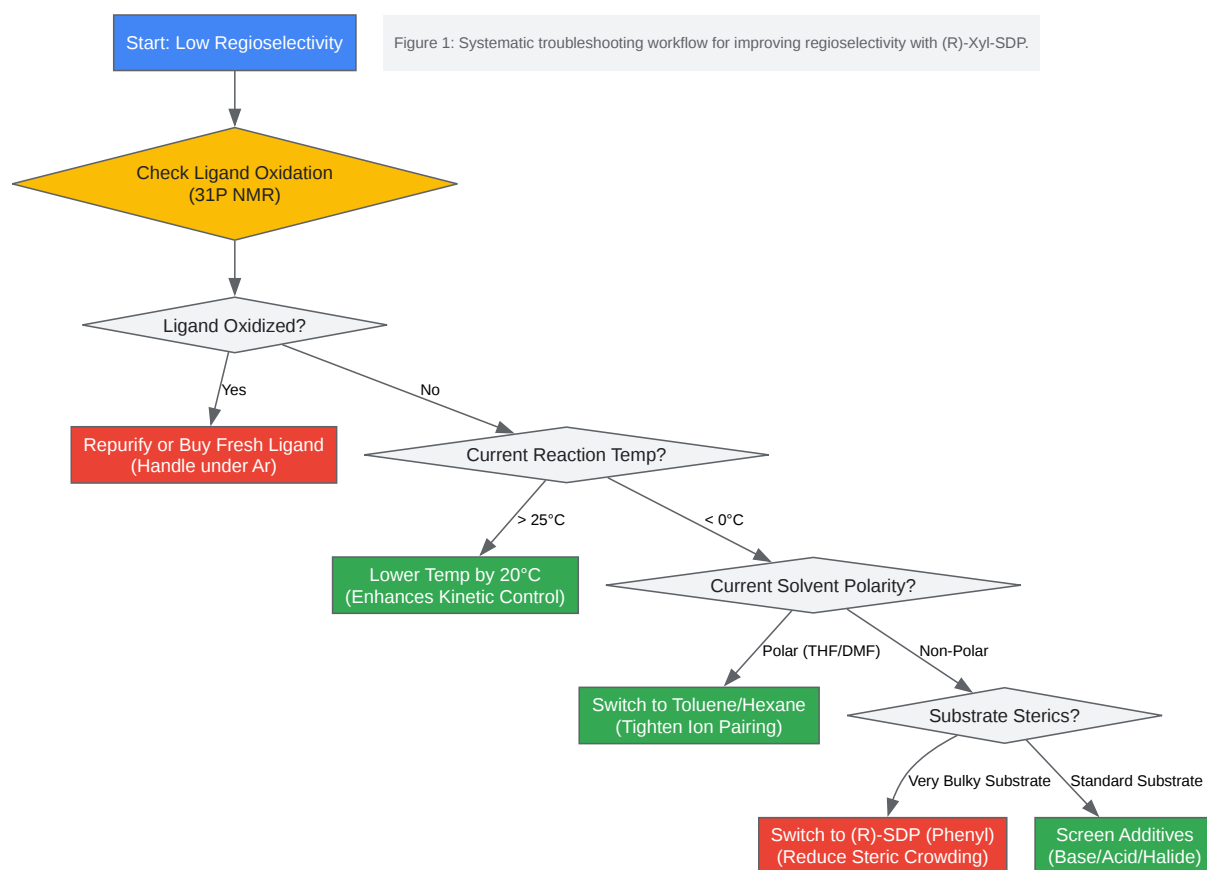 Start: Low Regioselectivity
Figure 1: Systematic troubleshooting workflow for improving regioselectivity with (R)-Xyl-SDP.
Check Ligand Oxidation
(31P NMR)
Ligand Oxidized?
Yes
No
Repurify or Buy Fresh Ligand
(Handle under Ar)
Current Reaction Temp?
> 25°C
< 0°C
Lower Temp by 20°C
(Enhances Kinetic Control)
Current Solvent Polarity?
Polar (THF/DMF)
Non-Polar
Switch to Toluene/Hexane
(Tighten Ion Pairing)
Substrate Sterics?
Very Bulky Substrate
Standard Substrate
Switch to (R)-SDP (Phenyl)
(Reduce Steric Crowding)
Screen Additives
(Base/Acid/Halide)